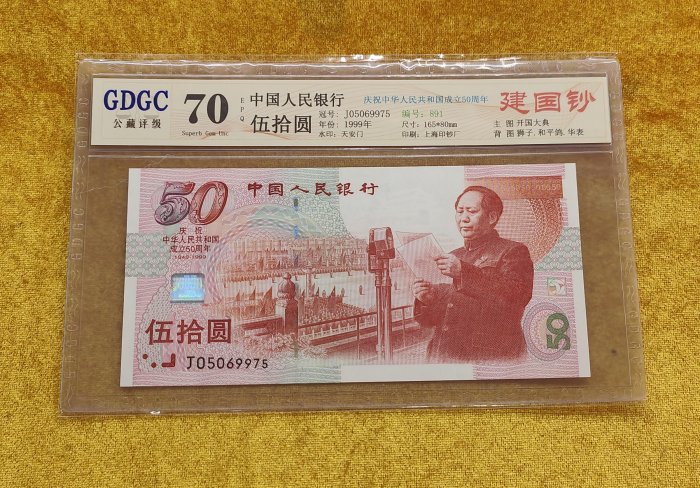 GDGC
公藏评级
70
Superb Gem Unc
EPQ
中国人民银行
伍拾圆
庆祝中华人民共和国成立50周年
冠号：J05069975 编号：891
年份：1999年 尺寸：165*80mm
水印：天安门 印刷：上海印钞厂
建国钞
主 图 开国大典
背 图 狮子.和平鸽.华表
50
中国人民银行
庆祝
中华人民共和国
成立50周年
1949-1999
伍拾圆
J05069975
50